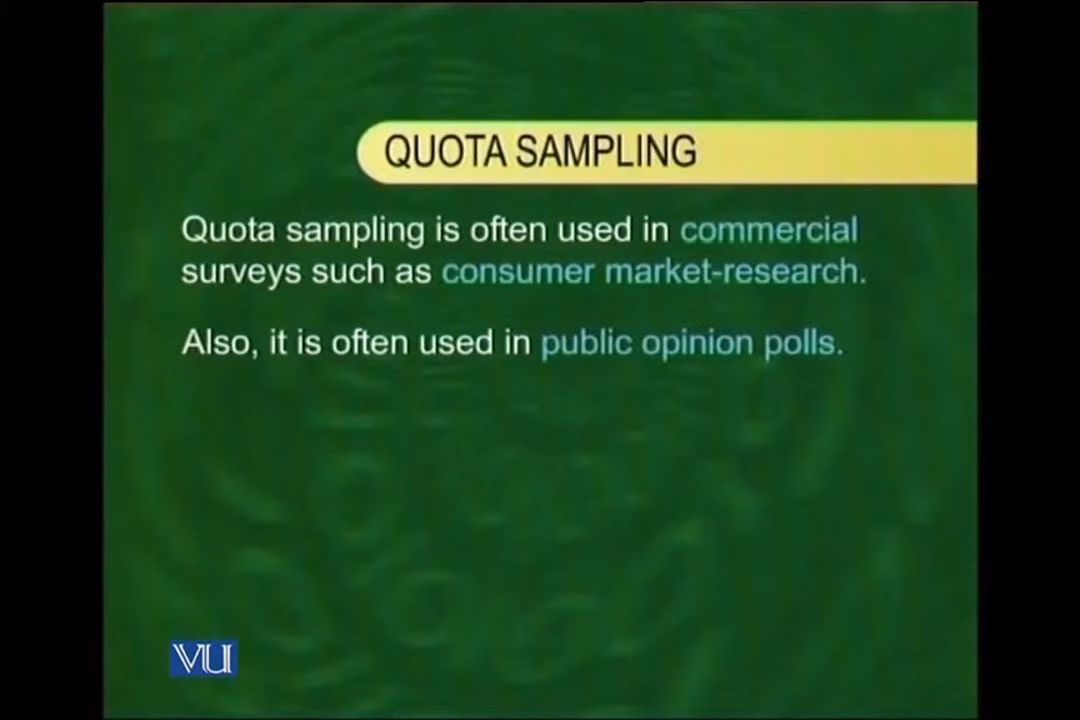 QUOTA SAMPLING
Quota sampling is often used in commercial
surveys such as consumer market-research.
Also, it is often used in public opinion polls.
VU